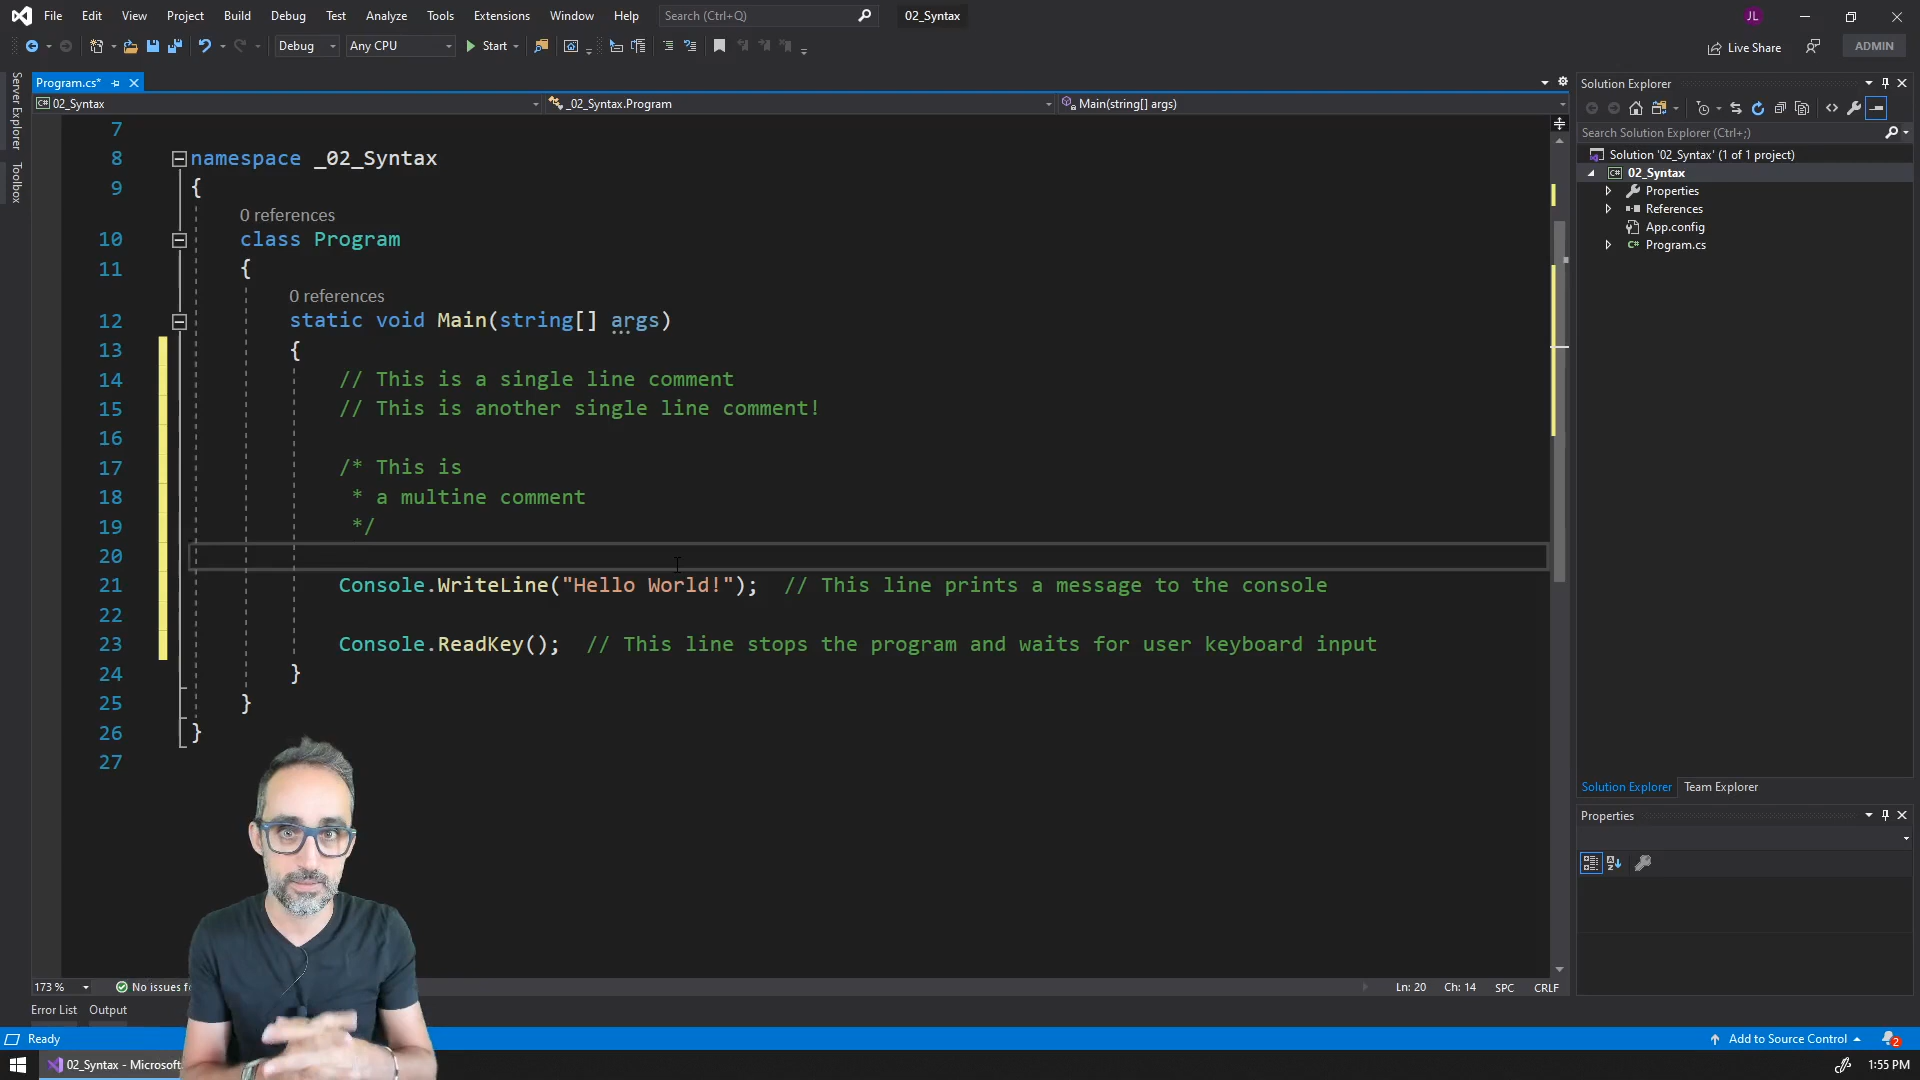 File Edit View Project Build Debug Test Analyze Tools Extensions Window Help Search (Ctrl+Q) 02_Syntax JL
Debug Any CPU Start Live Share ADMIN
Server Explorer
Toolbox
Program.cs*
02_Syntax _02_Syntax.Program Main(string[] args)
7
8 namespace _02_Syntax
9 {
0 references
10 class Program
11 {
0 references
12 static void Main(string[] args)
13 {
14 // This is a single line comment
15 // This is another single line comment!
16
17 /* This is
18 * a multine comment
19 */
20
21 Console.WriteLine("Hello World!"); // This line prints a message to the console
22
23 Console.ReadKey(); // This line stops the program and waits for user keyboard input
24 }
25 }
26 }
27
173 % No issues f Ln: 20 Ch: 14 SPC CRLF
Error List Output
Solution Explorer
Search Solution Explorer (Ctrl+;)
Solution '02_Syntax' (1 of 1 project)
C# 02_Syntax
Properties
References
App.config
C# Program.cs
Solution Explorer Team Explorer
Properties
Ready Add to Source Control 2
02_Syntax - Microsoft 1:55 PM